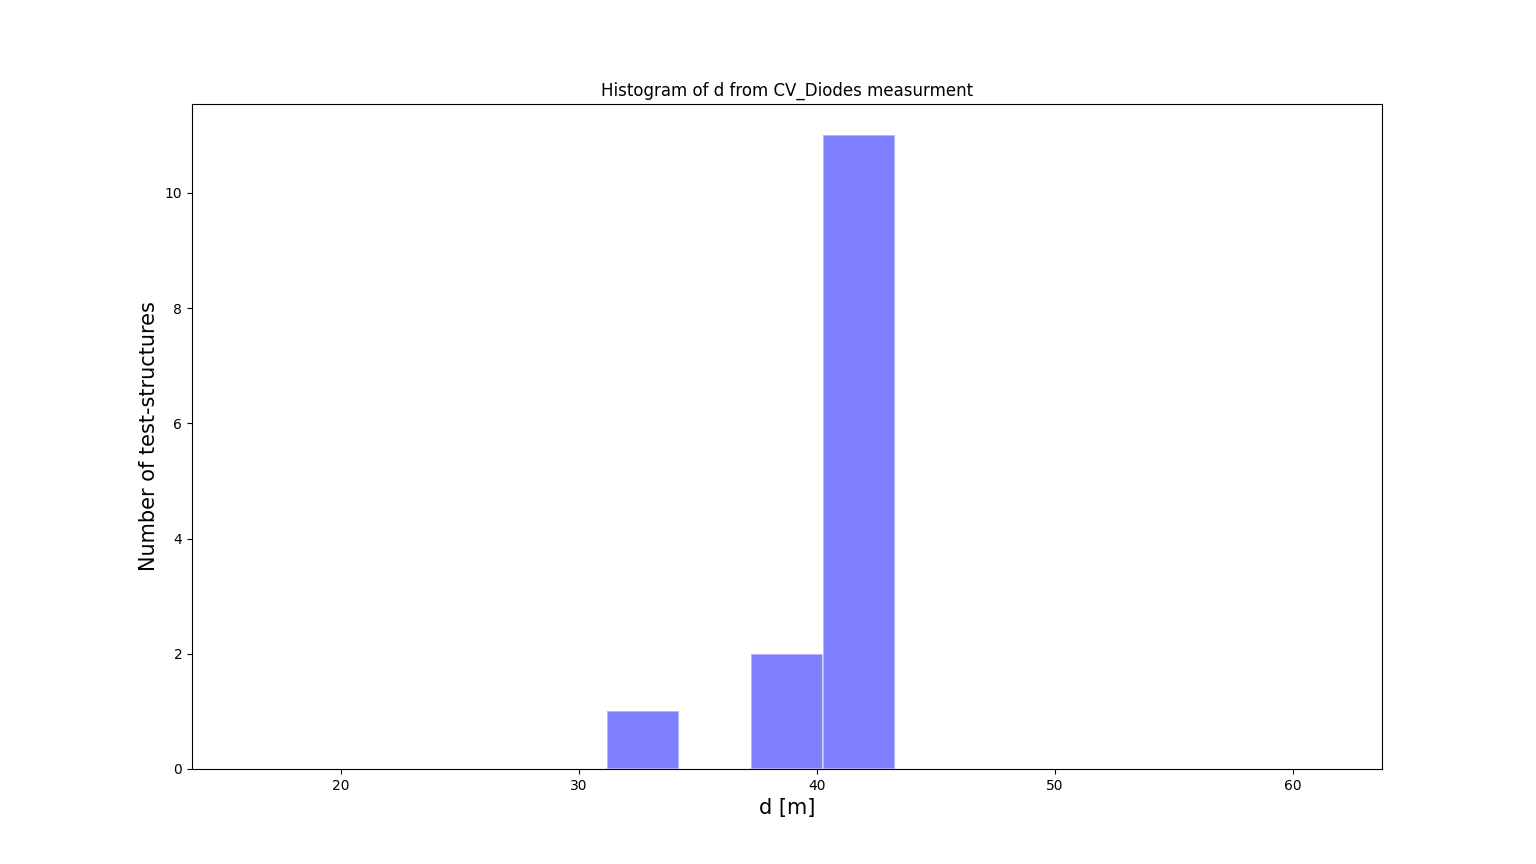 Histogram of d from CV_Diodes measurment
Number of test-structures
10
8
6
4
2
0
20 30 40 50 60
d [m]